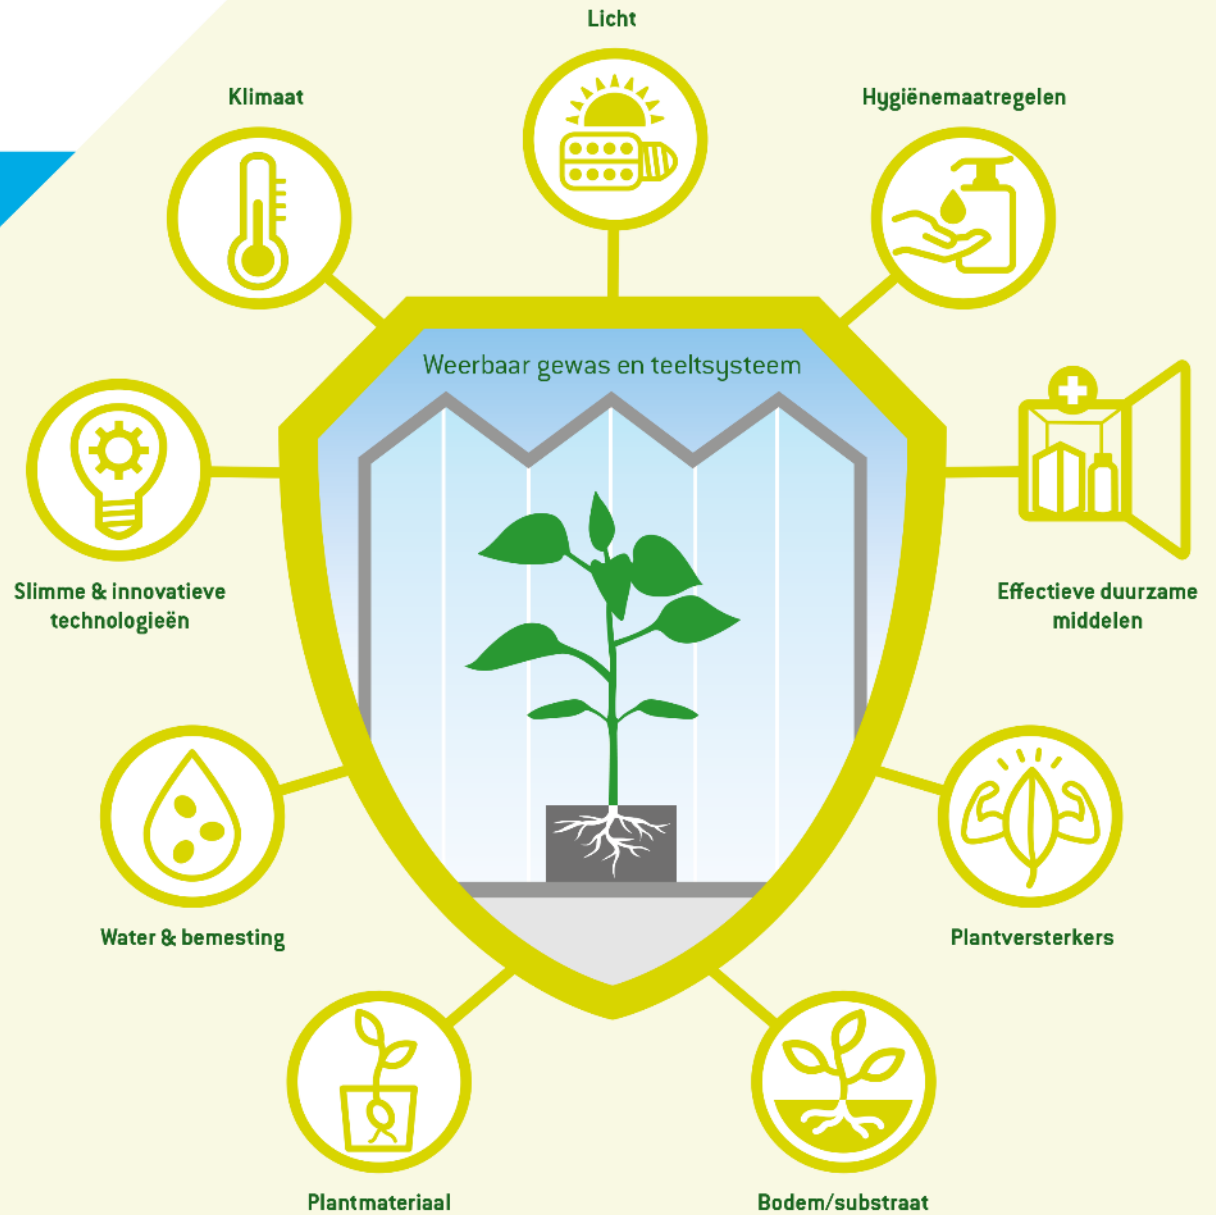 Licht
Klimaat
Hygiënemaatregelen
Weerbaar gewas en teeltsysteem
Slimme & innovatieve
technologieën
Effectieve duurzame
middelen
Water & bemesting
Plantversterkers
Plantmateriaal
Bodem/substraat